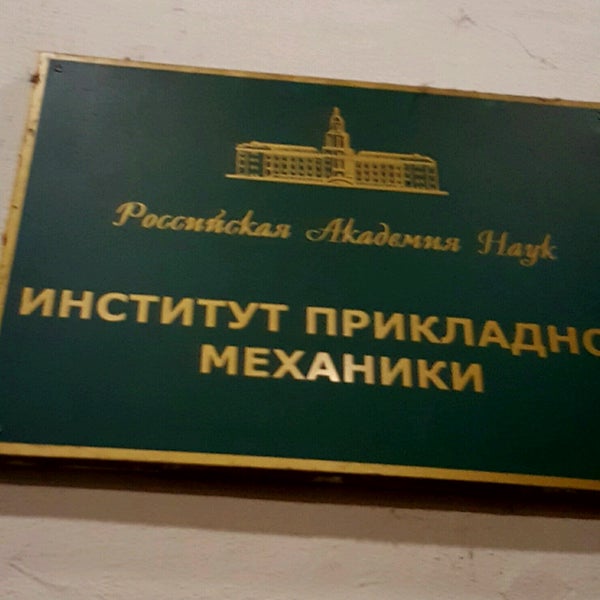 Российская Академия Наук
ИНСТИТУТ ПРИКЛАДНО
МЕХАНИКИ